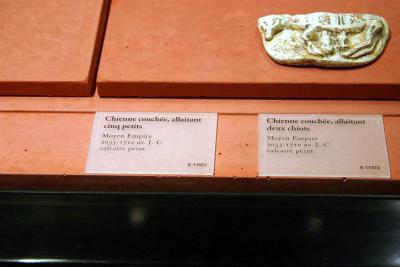 Chienne couchée, allaitant
cinq petits
Moyen Empire
2033-1710 av. J.-C
calcaire peint
E 11557
Chienne couchée, allaitant
deux chiots
Moyen Empire
2033-1710 av. J.-C
calcaire peint